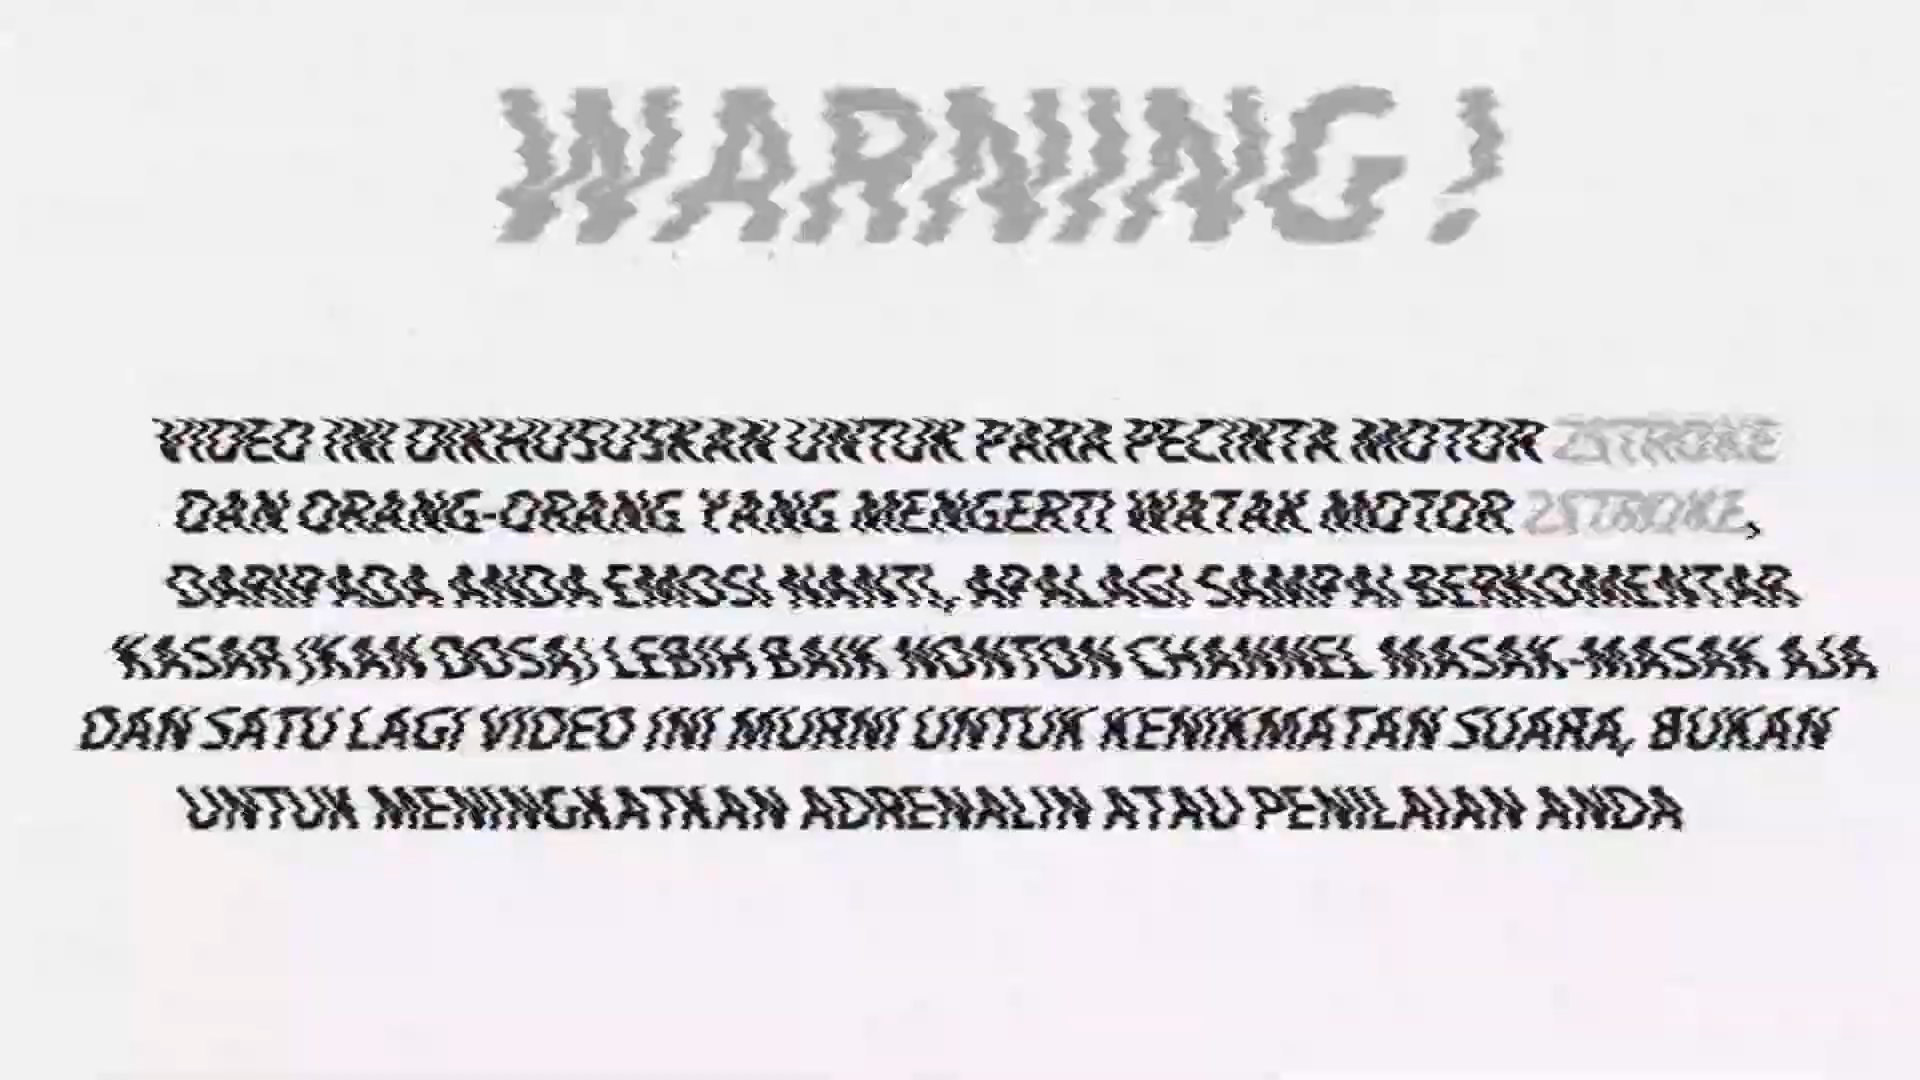 WARNING!
VIDEO INI DIKHUSUSKAN UNTUK PARA PECINTA MOTOR 2STROKE
DAN ORANG-ORANG YANG MENGERTI WATAK MOTOR 2STROKE,
DARIPADA ANDA EMOSI NANTI, APALAGI SAMPAI BERKOMENTAR
KASAR (KAN DOSA) LEBIH BAIK NONTON CHANNEL MASAK-MASAK AJA
DAN SATU LAGI VIDEO INI MURNI UNTUK KENIKMATAN SUARA, BUKAN
UNTUK MENINGKATKAN ADRENALIN ATAU PENILAIAN ANDA